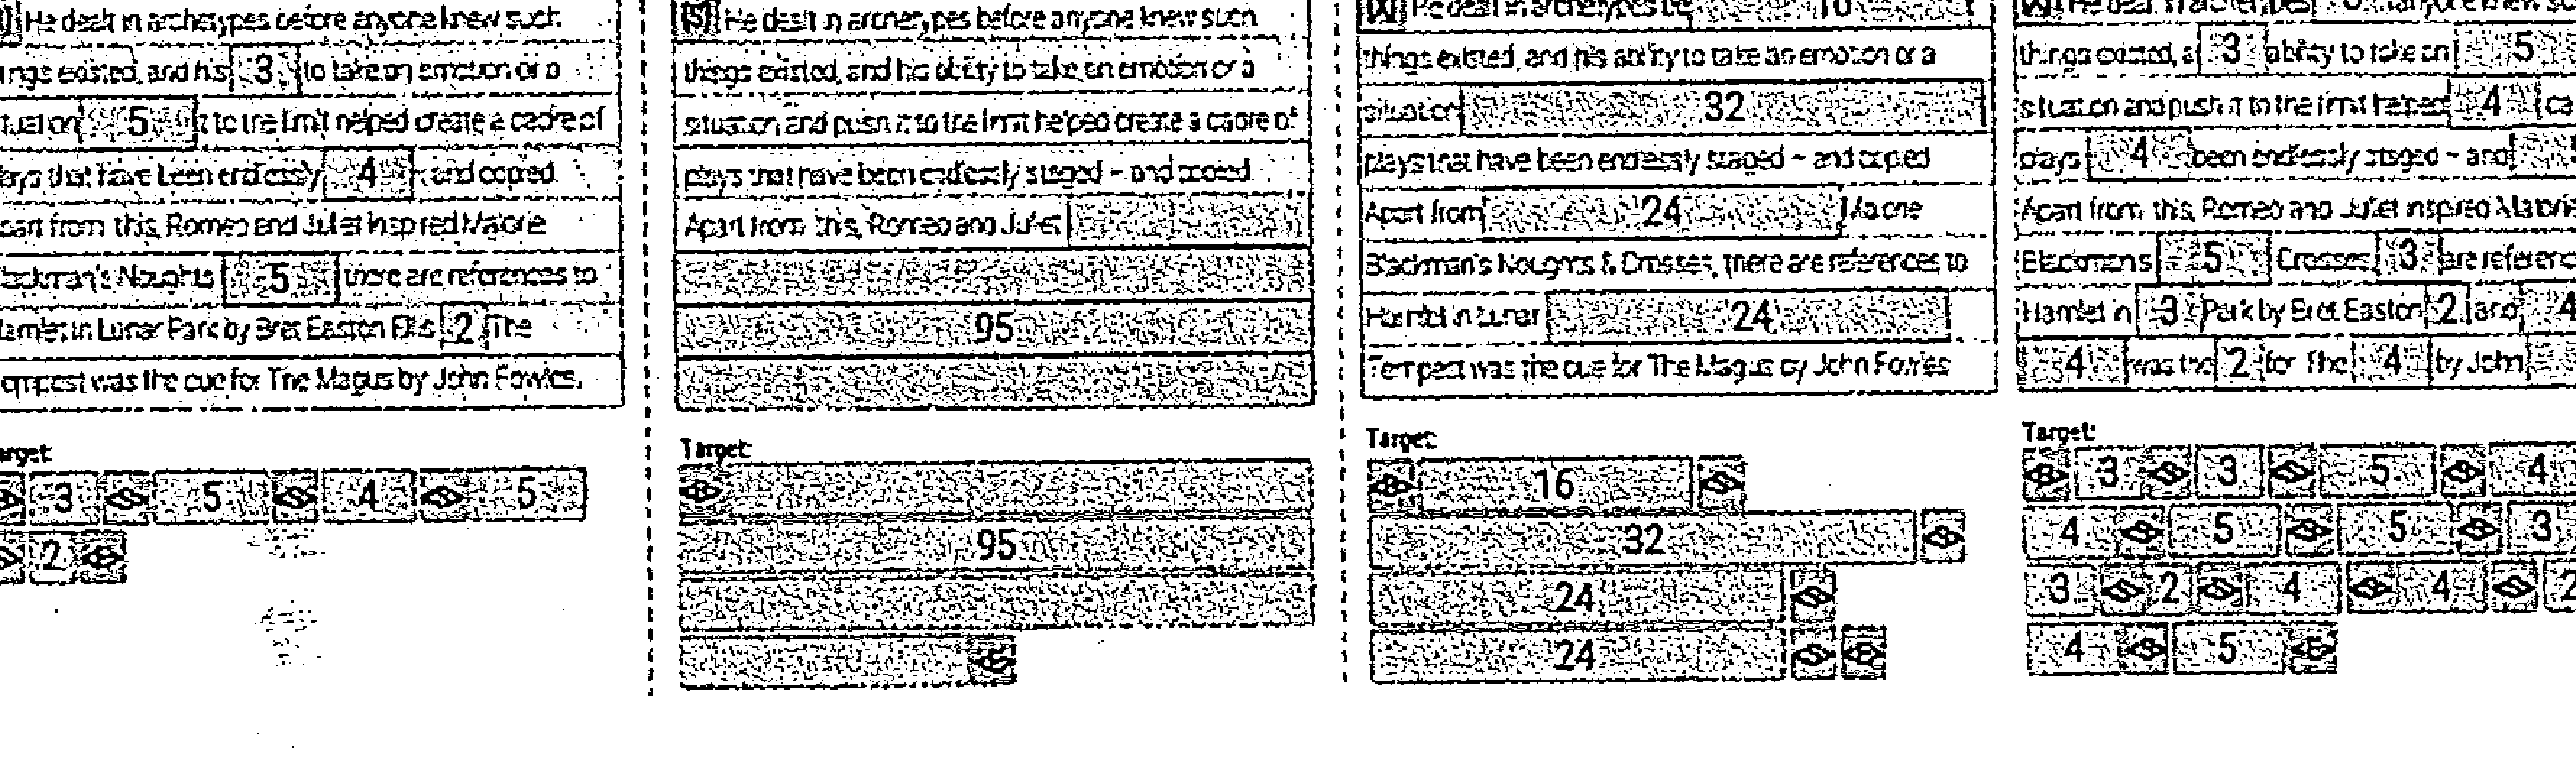 He dealt in archetypes before anyone knew such
and his 3 to take an emotion or a
5 it to the limit helped create a cadre of
that have been endlessly 4 and copied
from this, Romeo and Juliet inspired Malorie
Noughts 5 there are references to
in Lunar Park by Bret Easton Ellis 2 The
was the cue for The Magus by John Fowles.
3 5 4 5
2
[S] He dealt in archetypes before anyone knew such
things existed, and his ability to take an emotion or a
situation and push it to the limit helped create a cadre of
plays that have been endlessly staged – and copied
Apart from this, Romeo and Juliet
95
Target:
95
[X] He dealt in archetypes be 16
things existed, and his ability to take an emotion or a
situation 32
plays that have been endlessly staged – and copied
Apart from 24 Malorie
Blackman's Noughts & Crosses, there are references to
Hamlet in Lunar 24
Tempest was the cue for The Magus by John Fowles
Target:
16
32
24
24
He dealt in archetypes
things existed, a 3 ability to take an 5
situation and push it to the limit helped 4 ca
plays 4 been endlessly staged – and
Apart from this, Romeo and Juliet inspired Malorie
Blackman's 5 Crosses, 3 are
Hamlet in 3 Park by Bret Easton 2 and 4
4 was the 2 for The 4 by John
Target:
3 3 5 4
4 5 5 3
3 2 4 4 2
4 5